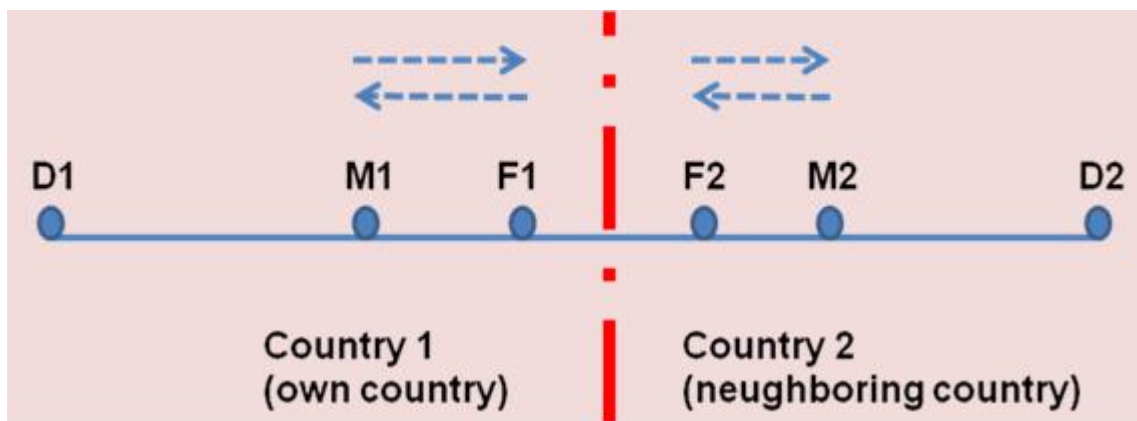 D1 M1 F1 F2 M2 D2
Country 1
(own country)
Country 2
(neughboring country)